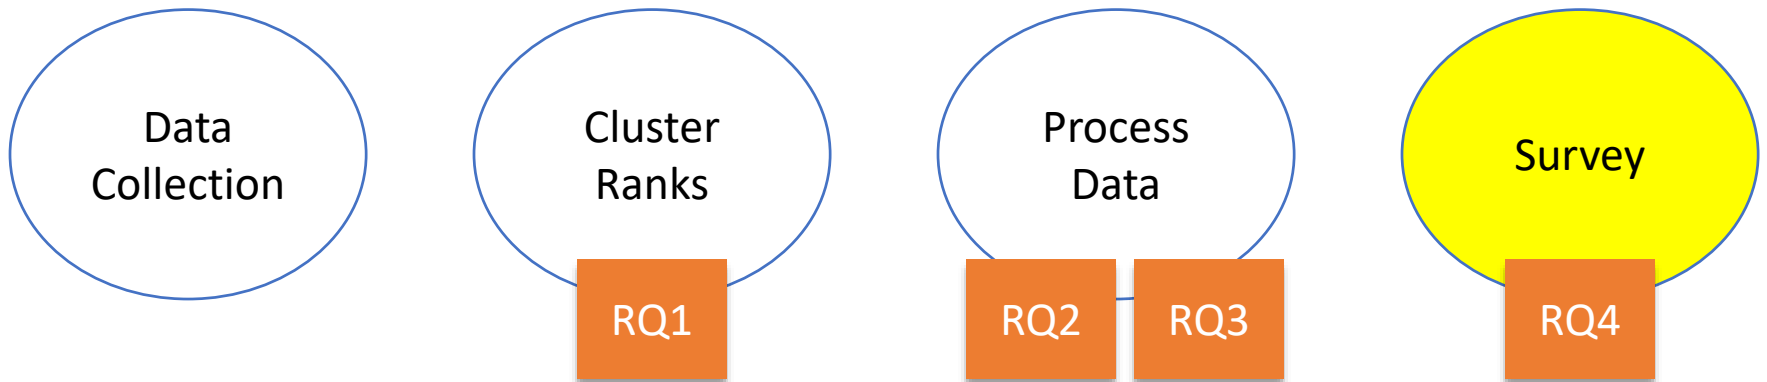 Data
Collection
Cluster
Ranks
Process
Data
Survey
RQ1
RQ2
RQ3
RQ4